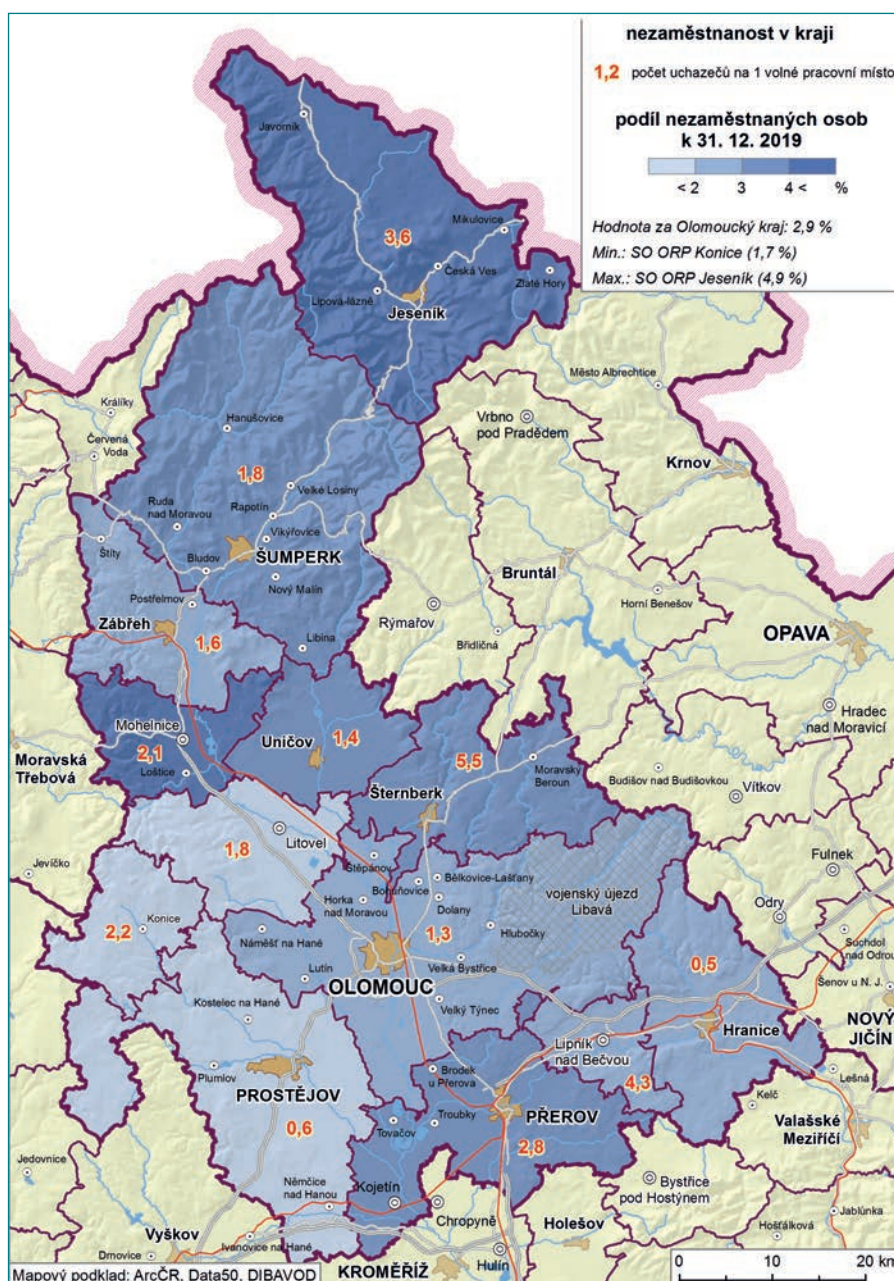 nezaměstnanost v kraji
1,2 počet uchazečů na 1 volné pracovní místo
podíl nezaměstnaných osob
k 31. 12. 2019
< 2 3 4 < %
Hodnota za Olomoucký kraj: 2,9 %
Min.: SO ORP Konice (1,7 %)
Max.: SO ORP Jeseník (4,9 %)
Javorník
Mikulovice
3,6
Česká Ves
Zlaté Hory
Lipová-lázně
Jeseník
Město Albrechtice
Králíky
Hanušovice
Vrbno
pod Pradědem
Červená
Voda
Krnov
1,8
Velké Losiny
Ruda
nad Moravou
Rapotín
Vikýřovice
Štíty
ŠUMPERK
Bludov
Bruntál
Nový Malín
Horní Benešov
Postřelmov
Rýmařov
Zábřeh
OPAVA
1,6
Břidličná
Libina
Hradec
nad Moravicí
Mohelnice
Uničov
1,4
5,5
2,1
Moravská
Třebová
Loštice
Moravský
Beroun
Budišov nad Budišovkou
Vítkov
Šternberk
Litovel
1,8
Jevíčko
Štěpánov
Fulnek
Bohuňovice
Bělkovice-Lašťany
vojenský újezd
Libavá
Horka
nad Moravou
Dolany
Odry
Konice
2,2
1,3
Hlubočky
Náměšť na Hané
Suchdol
nad Odrou
Velká Bystřice
0,5
Lutín
OLOMOUC
Šenov u N. J.
Velký Týnec
Kostelec na Hané
NOVÝ
JIČÍN
Hranice
Lipník
nad Bečvou
Plumlov
Brodek
u Přerova
Lešná
PROSTĚJOV
4,3
Kelč
PŘEROV
Troubky
Tovačov
Valašské
Meziříčí
0,6
2,8
Jedovnice
Němčice
nad Hanou
Kojetín
Bystřice
pod Hostýnem
Chropyně
Jablůnka
Vyškov
Holešov
Hošťálková
Drnovice
Ivanovice na Hané
Hulín
KROMĚŘÍŽ
0 10 20 km
Mapový podklad: ArcČR, Data50, DIBAVOD